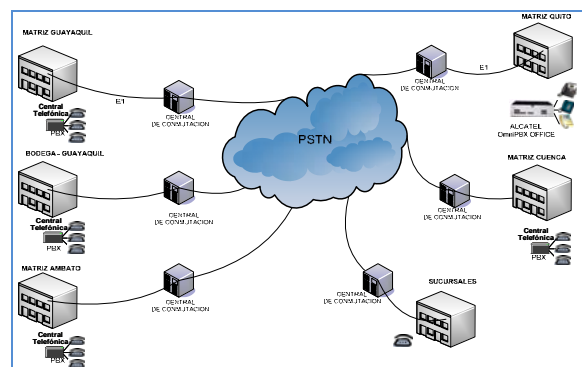 MATRIZ GUAYAQUIL
E1
Central
Telefónica
PBX
CENTRAL
DE CONMUTACION
BODEGA - GUAYAQUIL
Central
Telefónica
PBX
CENTRAL
DE CONMUTACION
MATRIZ AMBATO
Central
Telefónica
PBX
CENTRAL
DE CONMUTACION
PSTN
MATRIZ QUITO
E1
CENTRAL
DE CONMUTACION
ALCATEL
OmniPBX OFFICE
MATRIZ CUENCA
CENTRAL
DE CONMUTACION
Central
Telefónica
PBX
CENTRAL
DE CONMUTACION
SUCURSALES